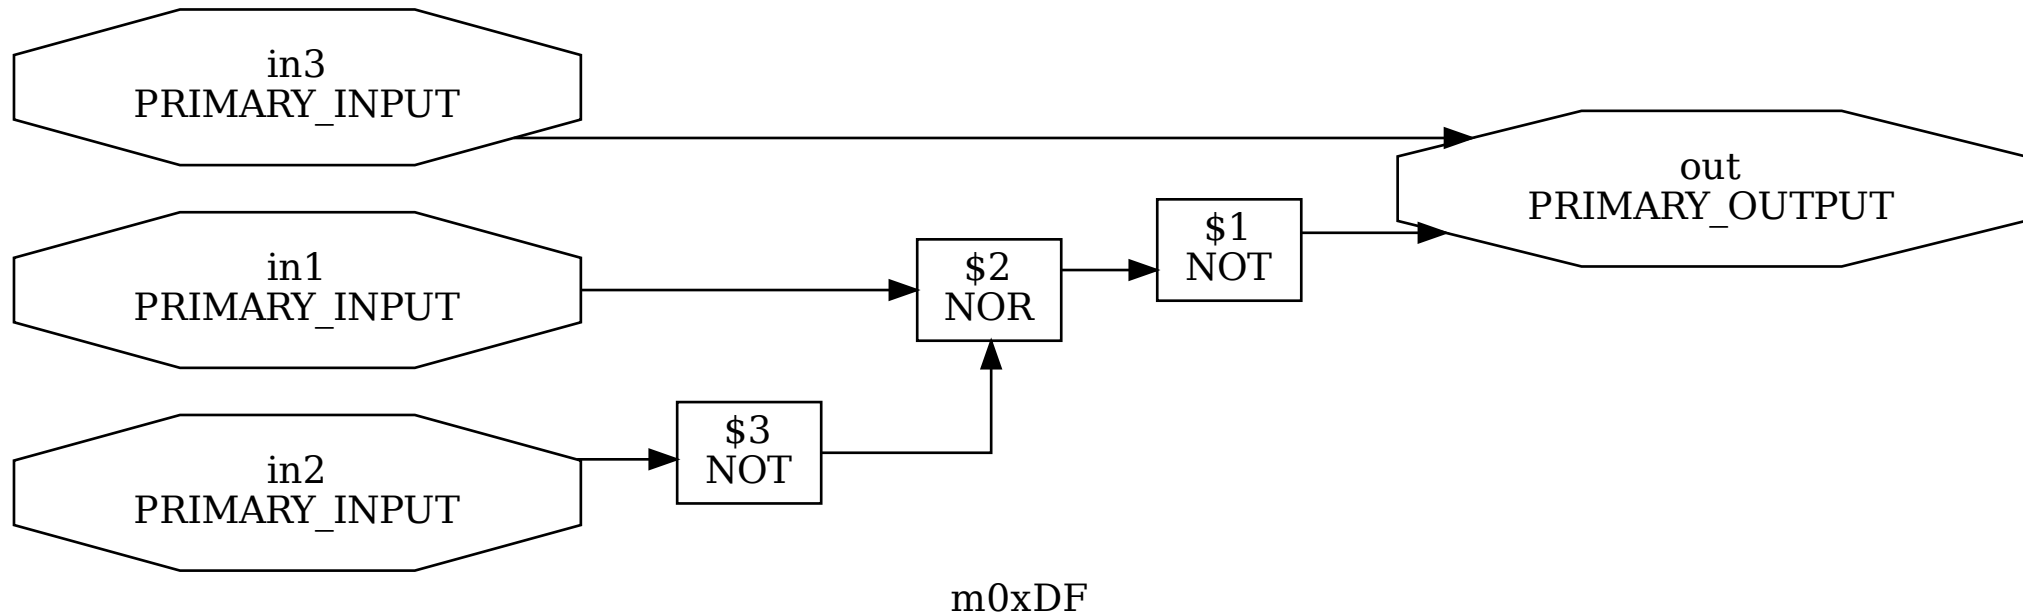 in3
PRIMARY_INPUT
out
PRIMARY_OUTPUT
$1
NOT
in1
PRIMARY_INPUT
$2
NOR
in2
PRIMARY_INPUT
$3
NOT
m0xDF